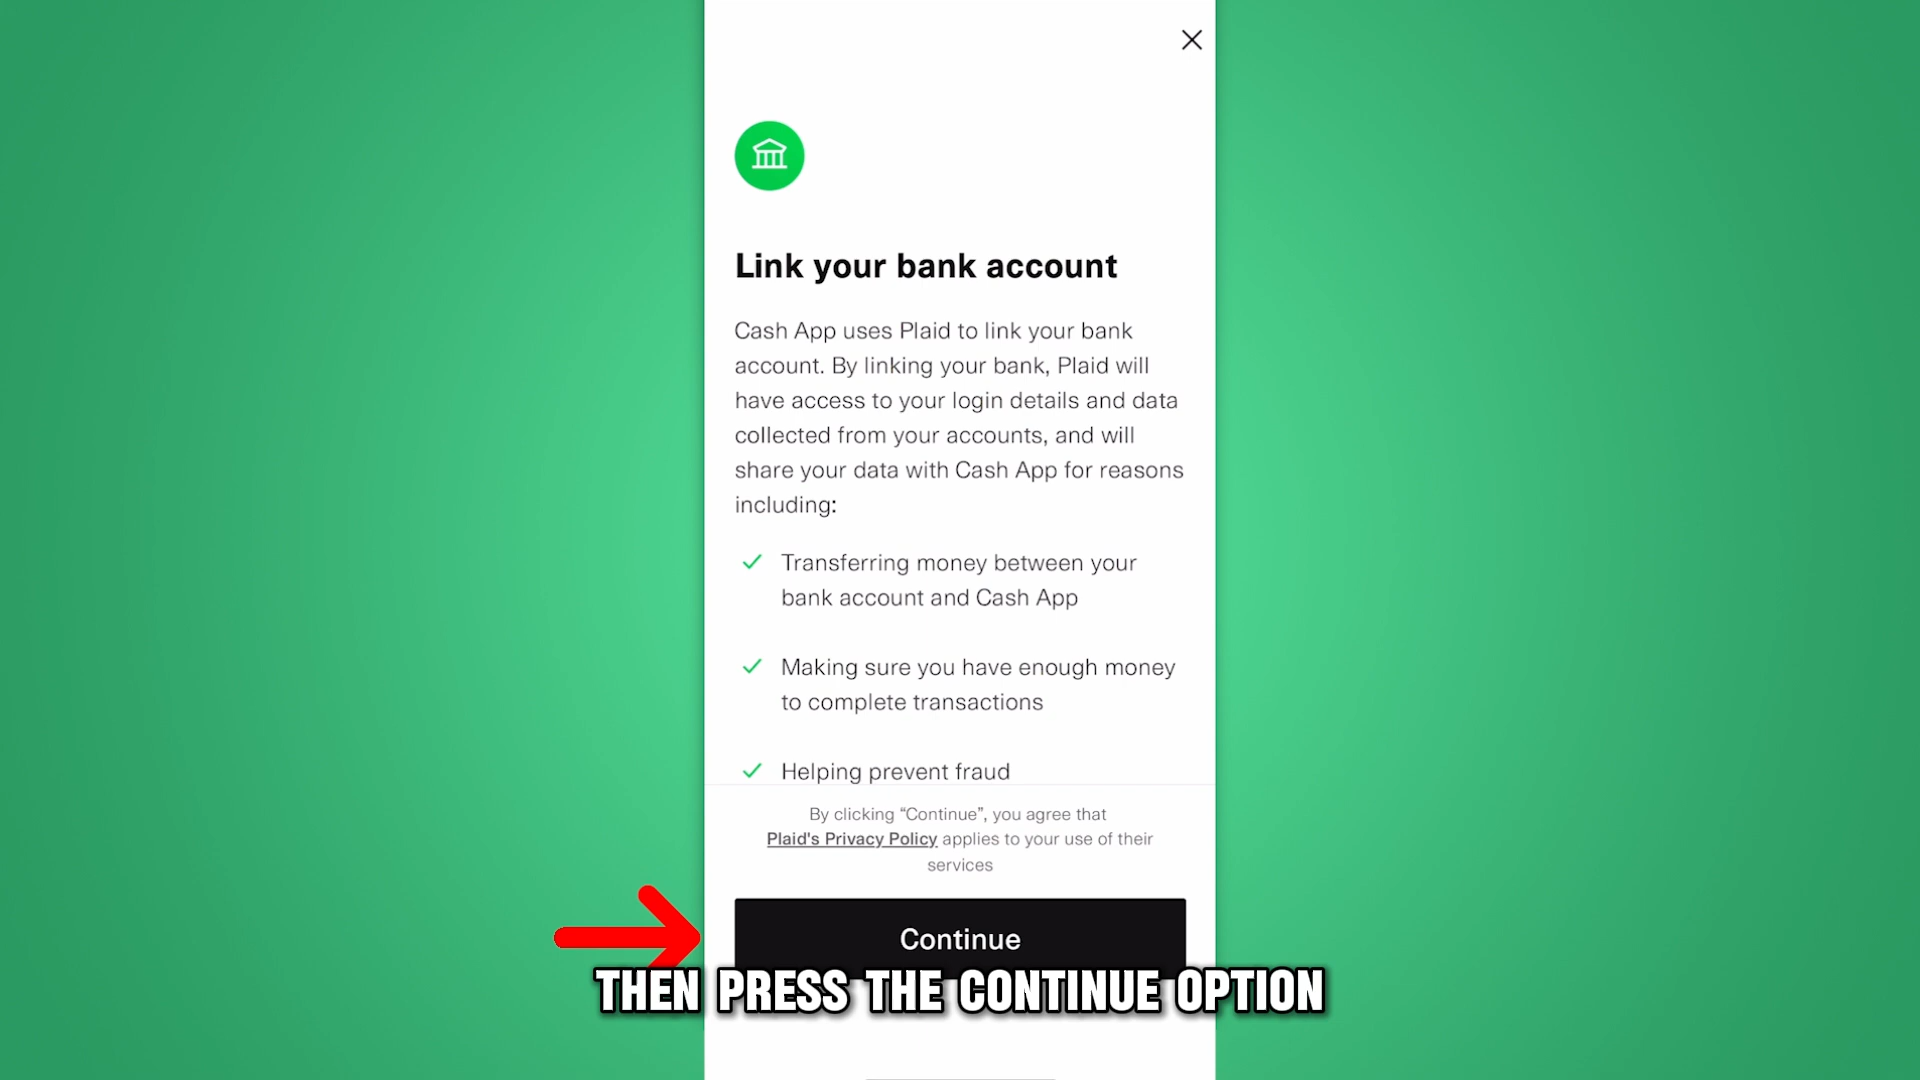 Link your bank account
Cash App uses Plaid to link your bank
account. By linking your bank, Plaid will
have access to your login details and data
collected from your accounts, and will
share your data with Cash App for reasons
including:
Transferring money between your
bank account and Cash App
Making sure you have enough money
to complete transactions
Helping prevent fraud
By clicking “Continue”, you agree that
Plaid's Privacy Policy applies to your use of their
services
Continue
THEN PRESS THE CONTINUE OPTION